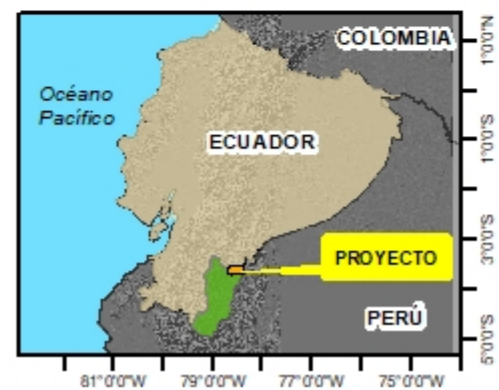 COLOMBIA
1°0'0"N
Océano
Pacífico
ECUADOR
1°0'0"S
3°0'0"S
PROYECTO
PERÚ
5°0'0"S
81°0'0"W 79°0'0"W 77°0'0"W 75°0'0"W